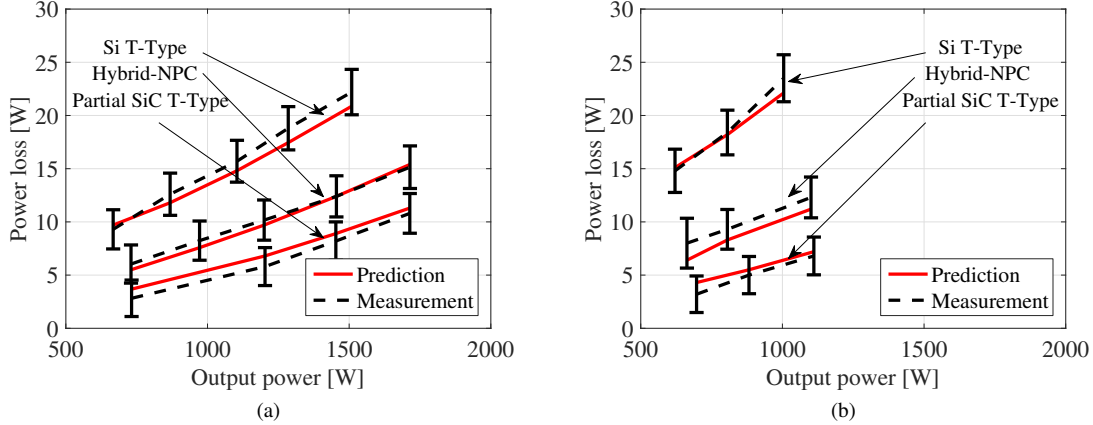 30
25
20
15
10
5
0
Power loss [W]
Si T-Type
Hybrid-NPC
Partial SiC T-Type
Prediction
Measurement
500 1000 1500 2000
Output power [W]
(a)
30
25
20
15
10
5
0
Power loss [W]
Si T-Type
Hybrid-NPC
Partial SiC T-Type
Prediction
Measurement
500 1000 1500 2000
Output power [W]
(b)